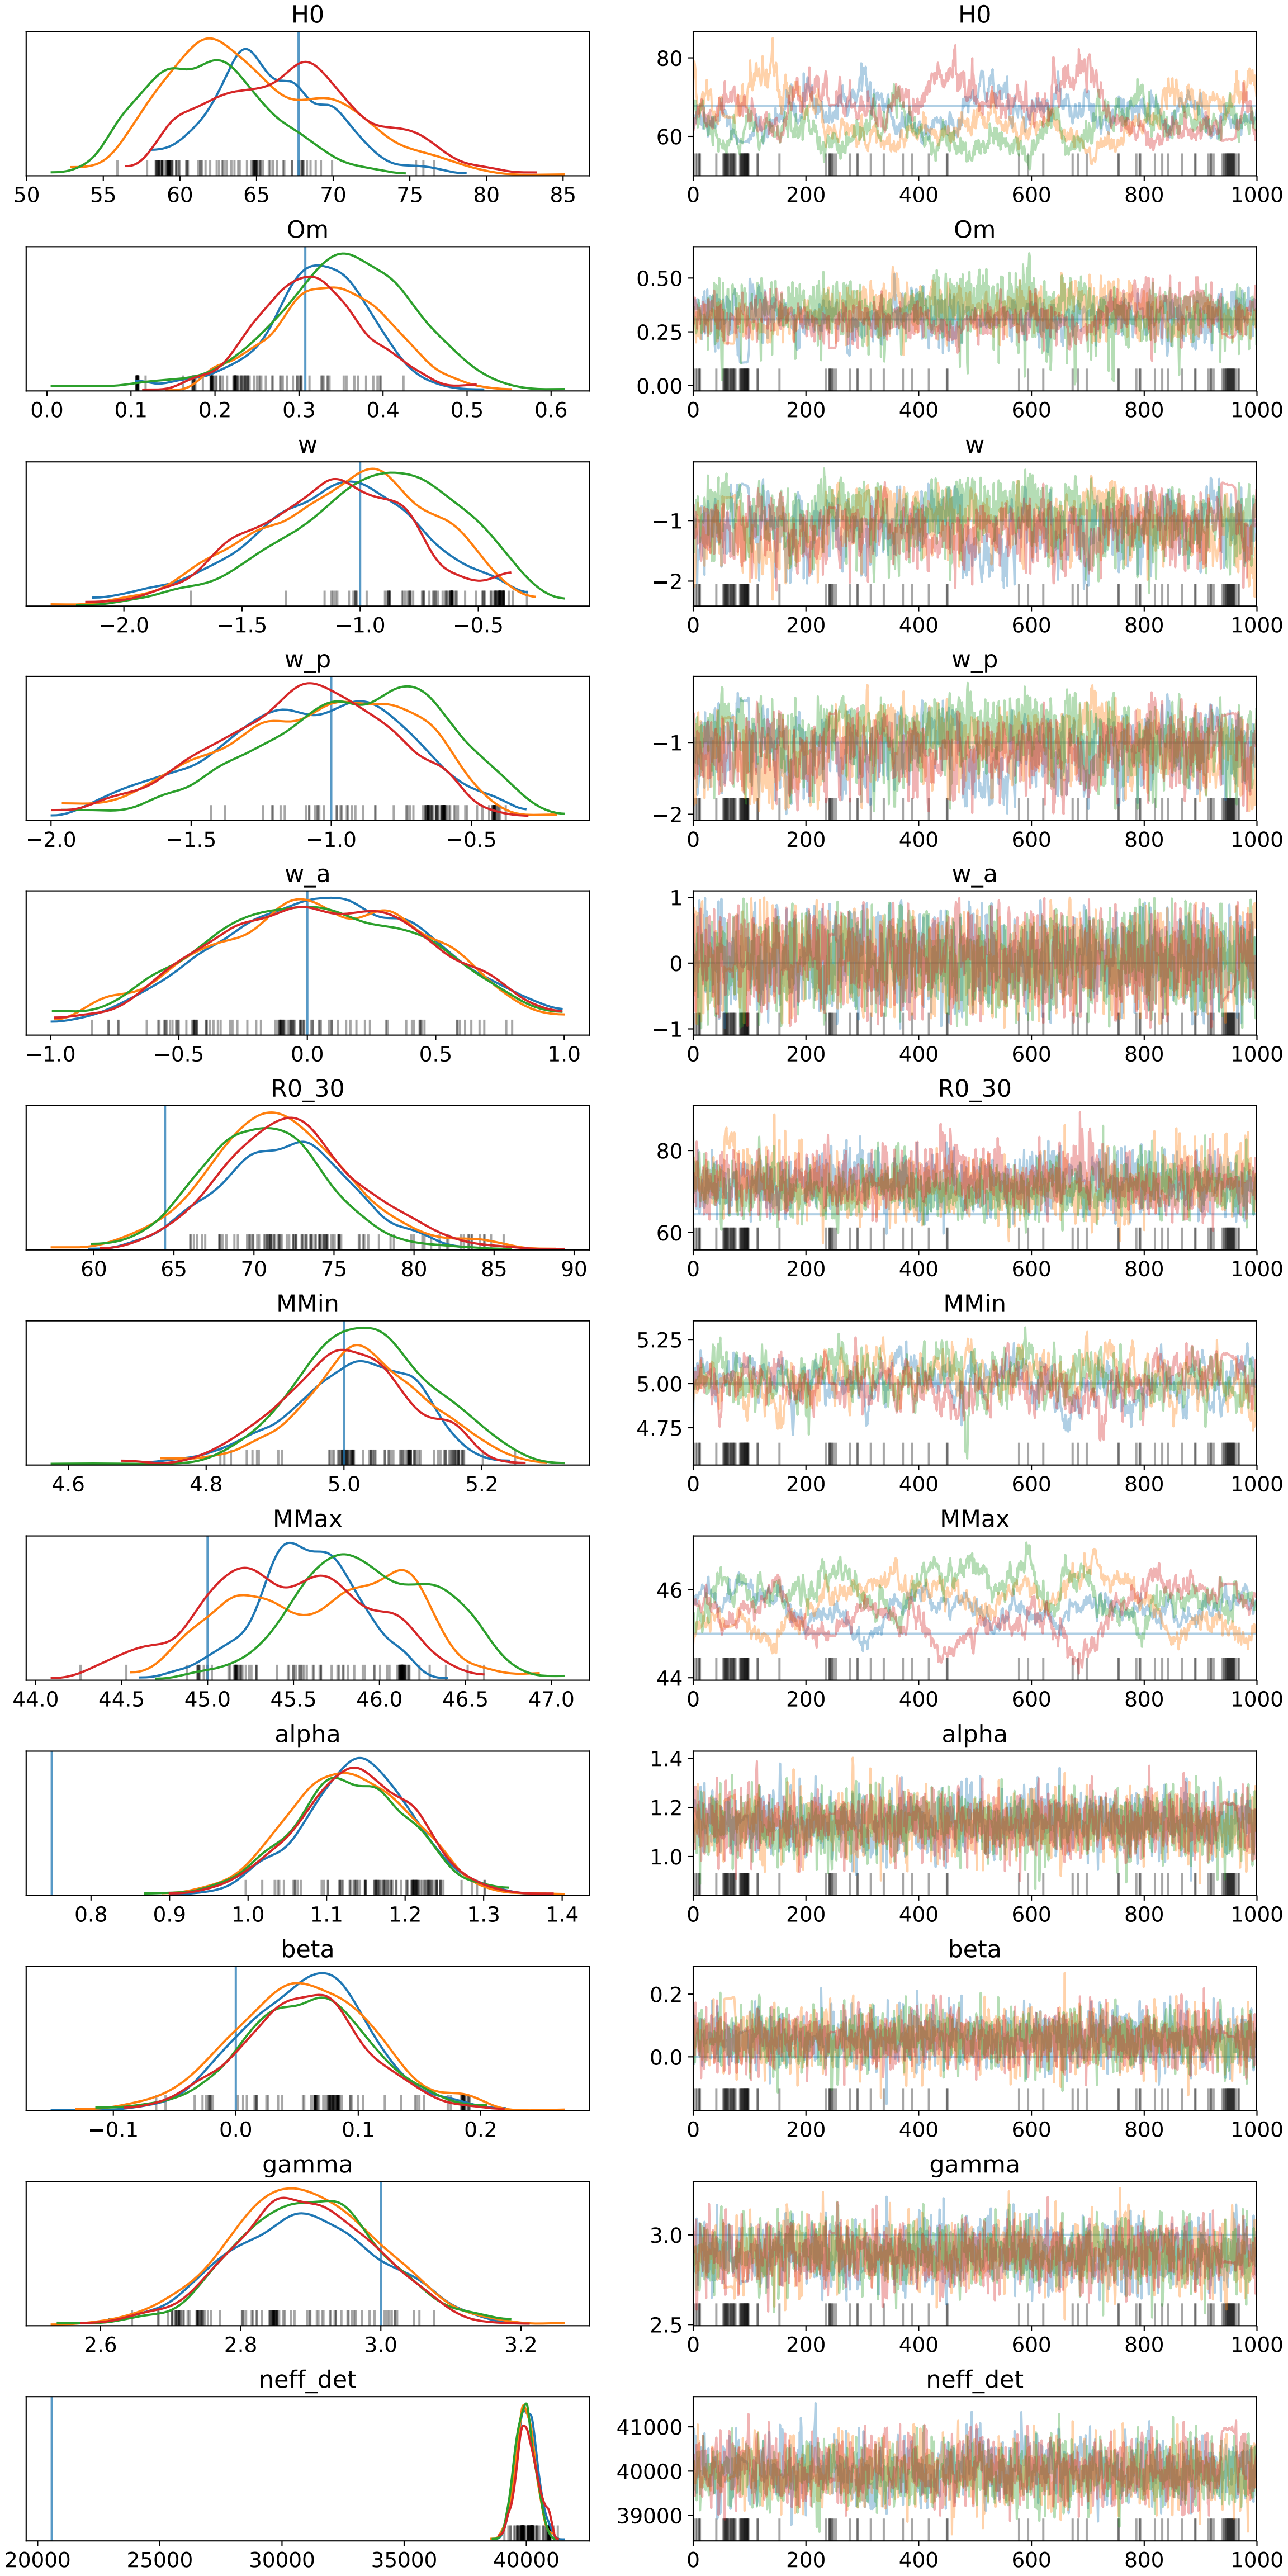 H0 H0
80
60
50 55 60 65 70 75 80 85 0 200 400 600 800 1000
Om Om
0.50
0.25
0.00
0.0 0.1 0.2 0.3 0.4 0.5 0.6 0 200 400 600 800 1000
w w
−1
−2
−2.0 −1.5 −1.0 −0.5 0 200 400 600 800 1000
w_p w_p
−1
−2
−2.0 −1.5 −1.0 −0.5 0 200 400 600 800 1000
w_a w_a
1
0
−1
−1.0 −0.5 0.0 0.5 1.0 0 200 400 600 800 1000
R0_30 R0_30
80
60
60 65 70 75 80 85 90 0 200 400 600 800 1000
MMin MMin
5.25
5.00
4.75
4.6 4.8 5.0 5.2 0 200 400 600 800 1000
MMax MMax
46
44
44.0 44.5 45.0 45.5 46.0 46.5 47.0 0 200 400 600 800 1000
alpha alpha
1.4
1.2
1.0
0.8 0.9 1.0 1.1 1.2 1.3 1.4 0 200 400 600 800 1000
beta beta
0.2
0.0
−0.1 0.0 0.1 0.2 0 200 400 600 800 1000
gamma gamma
3.0
2.5
2.6 2.8 3.0 3.2 0 200 400 600 800 1000
neff_det neff_det
41000
40000
39000
20000 25000 30000 35000 40000 0 200 400 600 800 1000